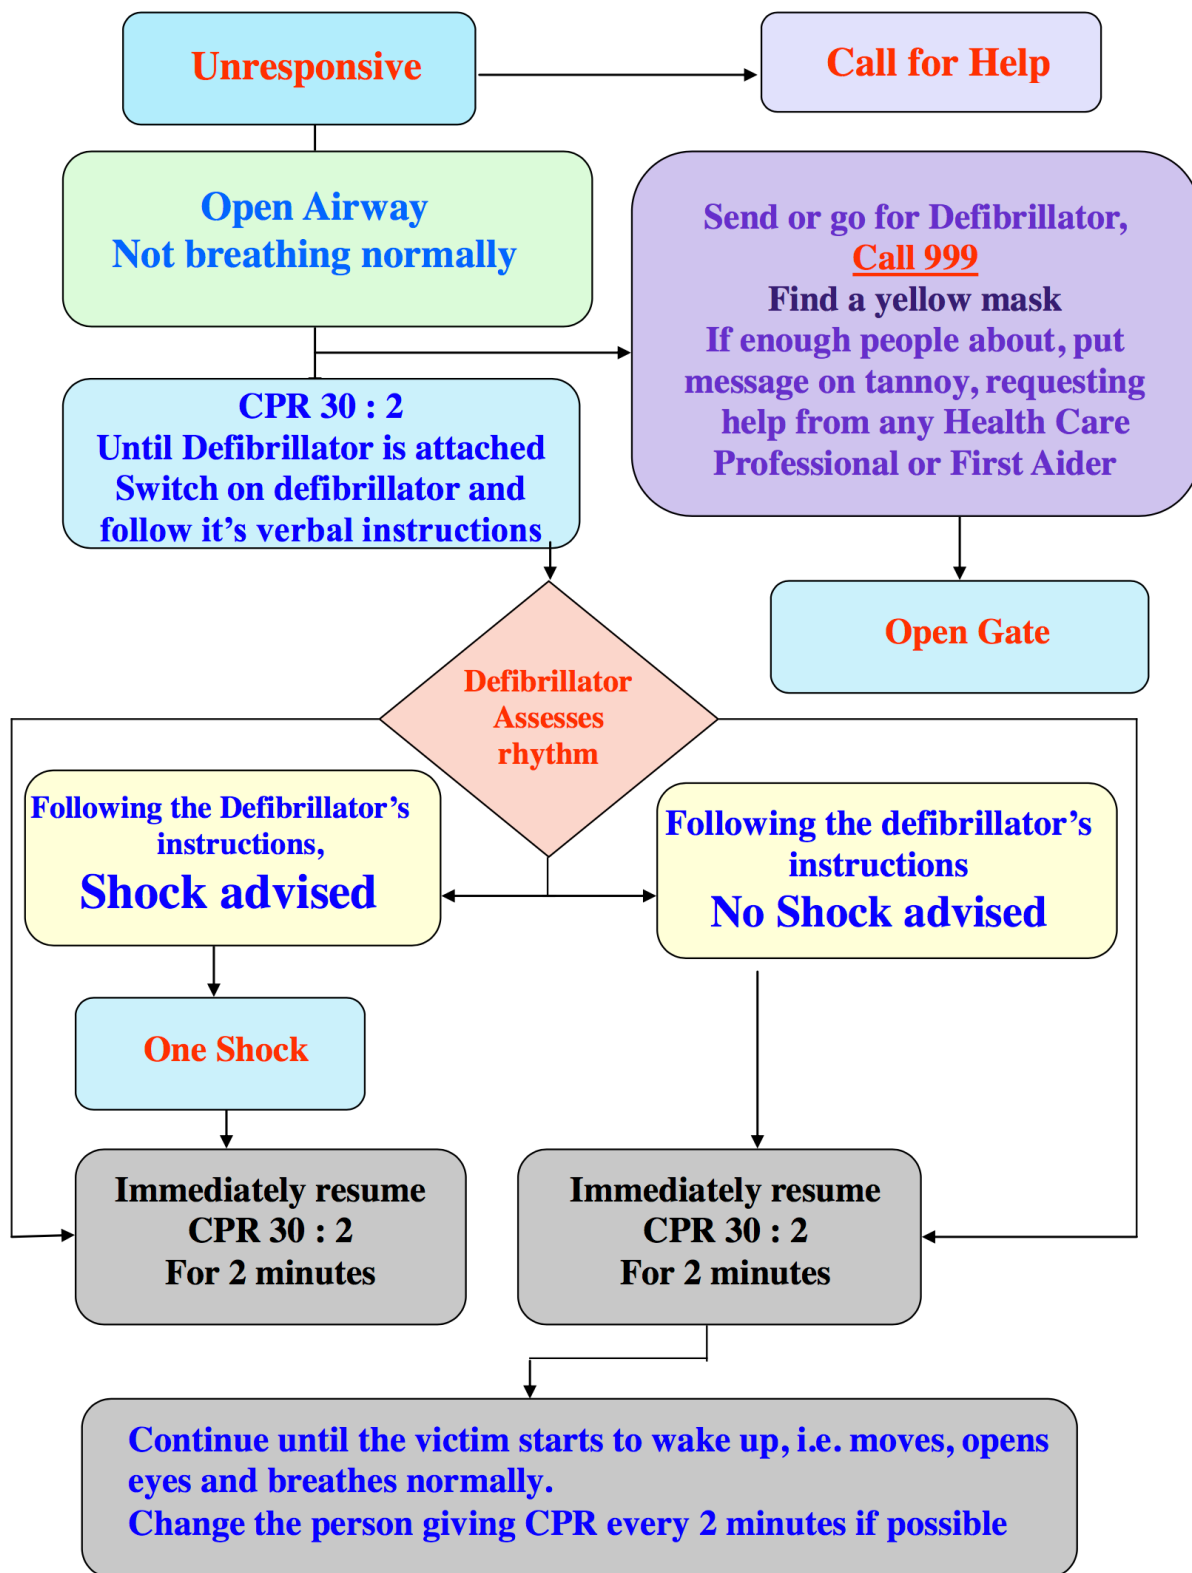 Unresponsive
Call for Help
Open Airway
Not breathing normally
Send or go for Defibrillator,
Call 999
Find a yellow mask
If enough people about, put
message on tannoy, requesting
help from any Health Care
Professional or First Aider
CPR 30 : 2
Until Defibrillator is attached
Switch on defibrillator and
follow it’s verbal instructions
Open Gate
Defibrillator
Assesses
rhythm
Following the Defibrillator’s
instructions,
Shock advised
Following the defibrillator’s
instructions
No Shock advised
One Shock
Immediately resume
CPR 30 : 2
For 2 minutes
Immediately resume
CPR 30 : 2
For 2 minutes
Continue until the victim starts to wake up, i.e. moves, opens
eyes and breathes normally.
Change the person giving CPR every 2 minutes if possible